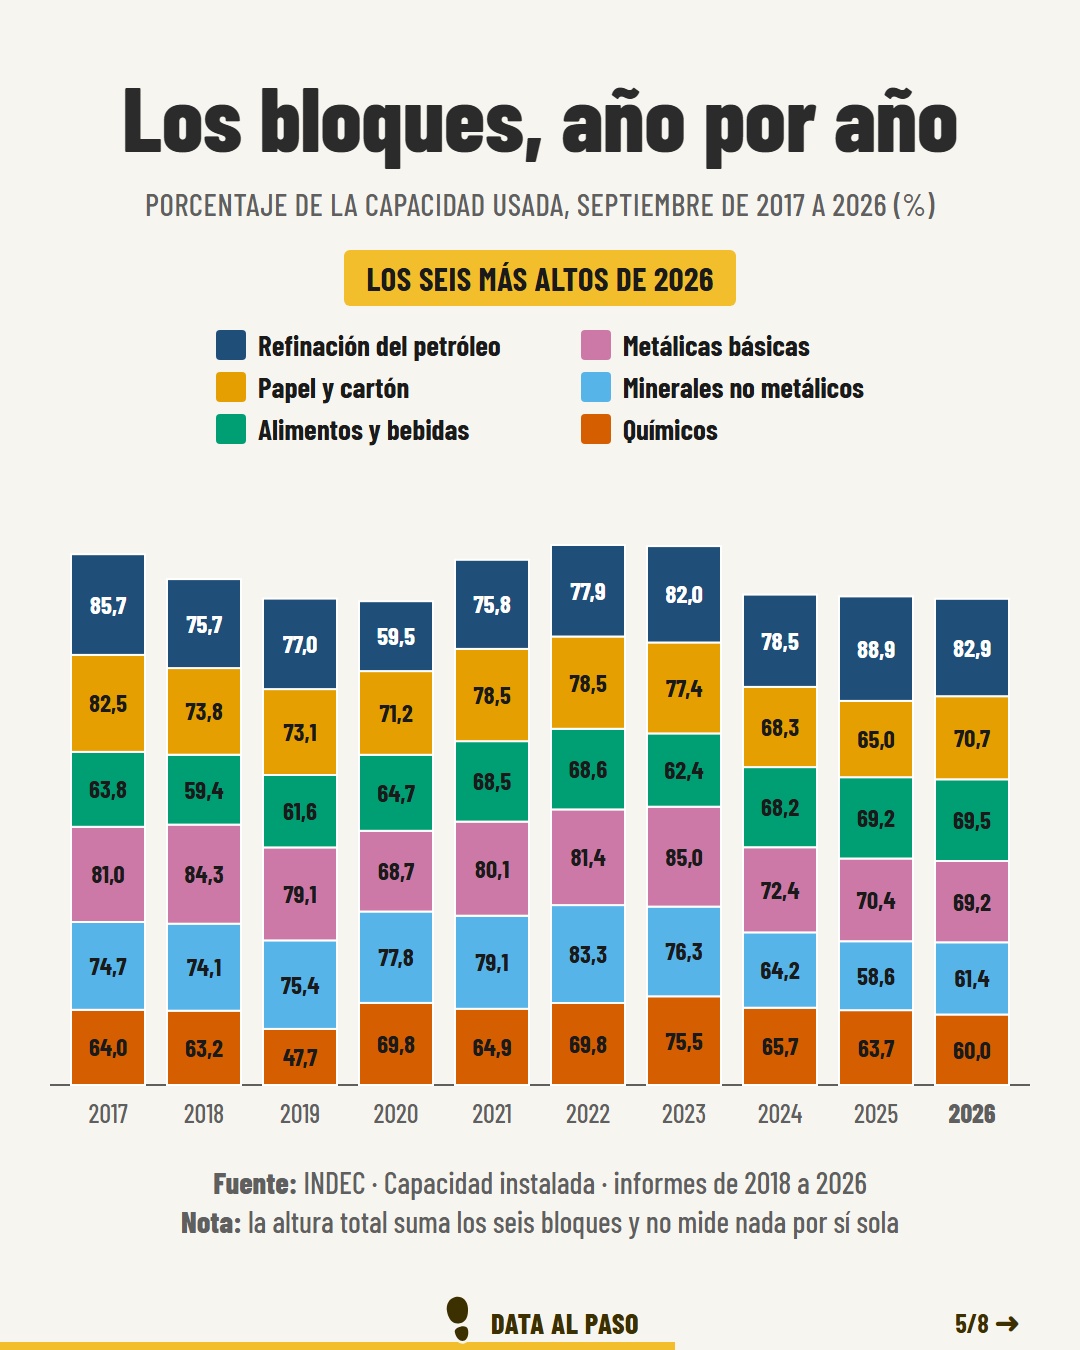 Los bloques, año por año
PORCENTAJE DE LA CAPACIDAD USADA, SEPTIEMBRE DE 2017 A 2026 (%)
LOS SEIS MÁS ALTOS DE 2026
Refinación del petróleo
Metálicas básicas
Papel y cartón
Minerales no metálicos
Alimentos y bebidas
Químicos
85,7 75,7 77,0 59,5 75,8 77,9 82,0 78,5 88,9 82,9
82,5 73,8 73,1 71,2 78,5 78,5 77,4 68,3 65,0 70,7
63,8 59,4 61,6 64,7 68,5 68,6 62,4 68,2 69,2 69,5
81,0 84,3 79,1 68,7 80,1 81,4 85,0 72,4 70,4 69,2
74,7 74,1 75,4 77,8 79,1 83,3 76,3 64,2 58,6 61,4
64,0 63,2 47,7 69,8 64,9 69,8 75,5 65,7 63,7 60,0
2017 2018 2019 2020 2021 2022 2023 2024 2025 2026
Fuente: INDEC · Capacidad instalada · informes de 2018 a 2026
Nota: la altura total suma los seis bloques y no mide nada por sí sola
DATA AL PASO
5/8 →